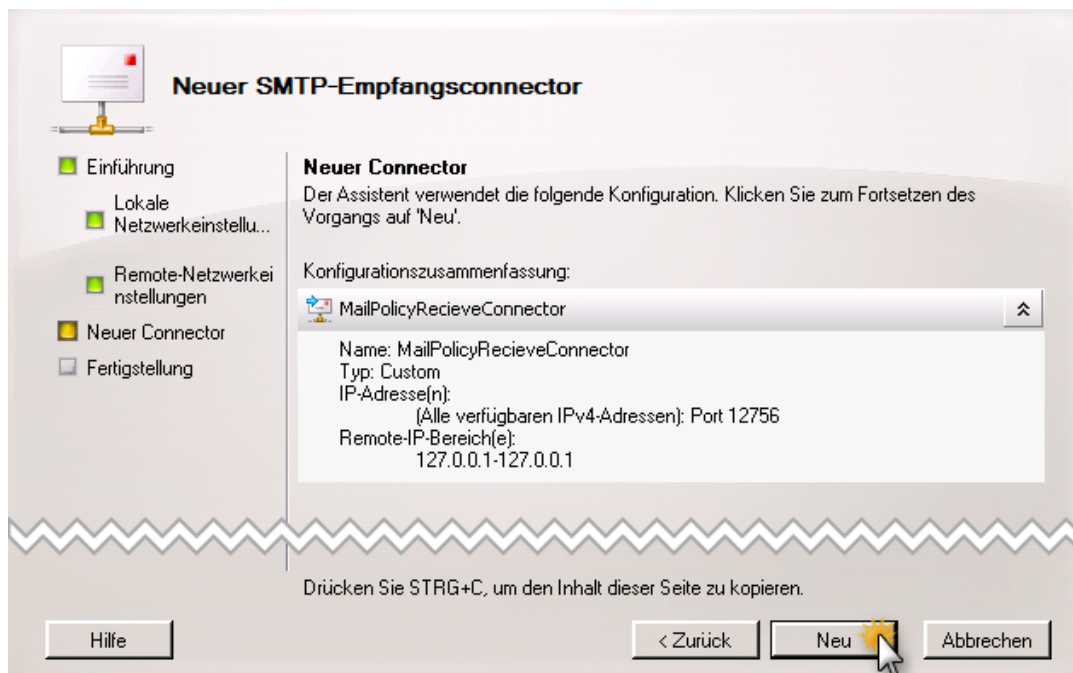 Neuer SMTP-Empfangsconnector
Einführung
Lokale
Netzwerkeinstellu...
Remote-Netzwerkei
nstellungen
Neuer Connector
Fertigstellung
Neuer Connector
Der Assistent verwendet die folgende Konfiguration. Klicken Sie zum Fortsetzen des
Vorgangs auf 'Neu'.
Konfigurationszusammenfassung:
MailPolicyRecieveConnector
Name: MailPolicyRecieveConnector
Typ: Custom
IP-Adresse(n):
(Alle verfügbaren IPv4-Adressen): Port 12756
Remote-IP-Bereich(e):
127.0.0.1-127.0.0.1
Drücken Sie STRG+C, um den Inhalt dieser Seite zu kopieren.
Hilfe
< Zurück
Neu
Abbrechen